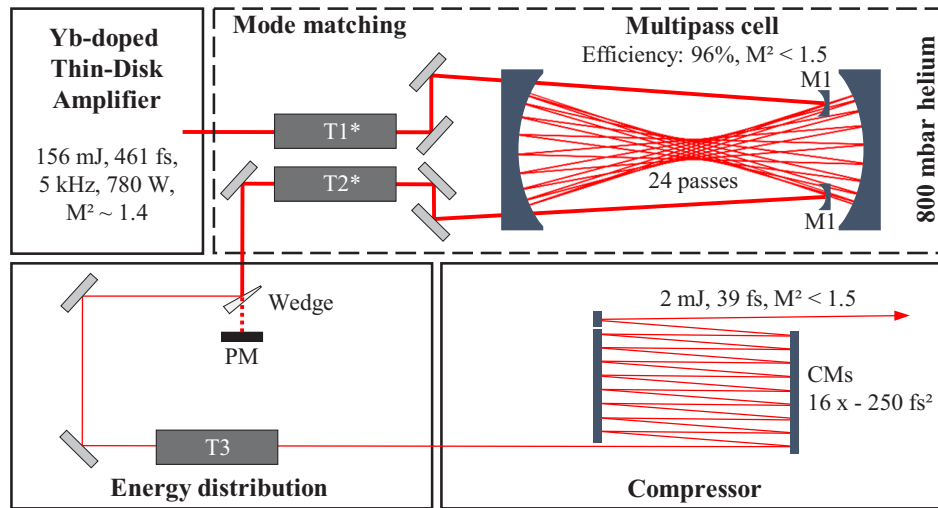 Yb-doped
Thin-Disk
Amplifier
156 mJ, 461 fs,
5 kHz, 780 W,
M² ~ 1.4
Mode matching
Multipass cell
Efficiency: 96%, M² < 1.5
M1
T1*
T2*
24 passes
M1
800 mbar helium
Wedge
PM
T3
Energy distribution
2 mJ, 39 fs, M² < 1.5
CMs
16 x - 250 fs²
Compressor